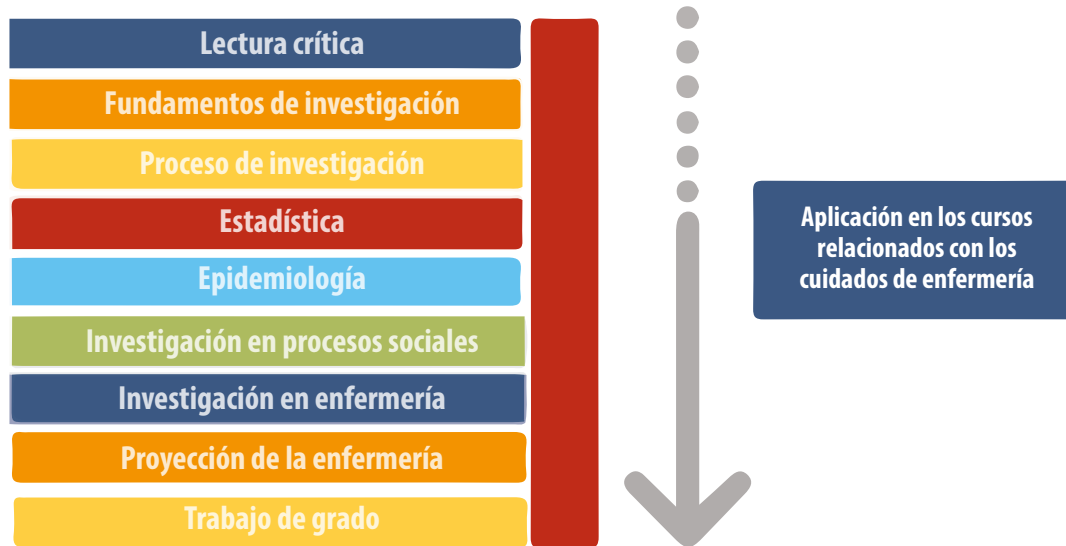 Lectura crítica
Fundamentos de investigación
Proceso de investigación
Estadística
Epidemiología
Investigación en procesos sociales
Investigación en enfermería
Proyección de la enfermería
Trabajo de grado
Aplicación en los cursos
relacionados con los
cuidados de enfermería